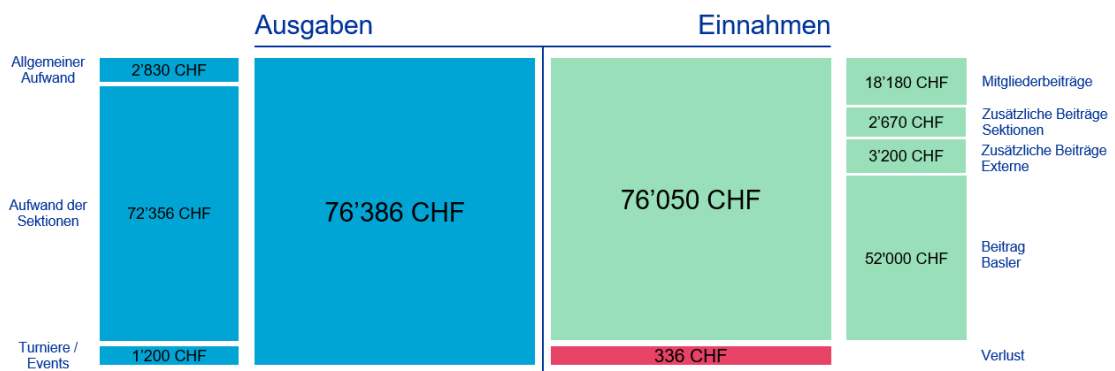 Ausgaben
Einnahmen
Allgemeiner
Aufwand
2’830 CHF
Aufwand der
Sektionen
72’356 CHF
Turniere /
Events
1’200 CHF
76’386 CHF
76’050 CHF
336 CHF
18’180 CHF
Mitgliederbeiträge
2’670 CHF
Zusätzliche Beiträge
Sektionen
3’200 CHF
Zusätzliche Beiträge
Externe
52'000 CHF
Beitrag
Basler
Verlust